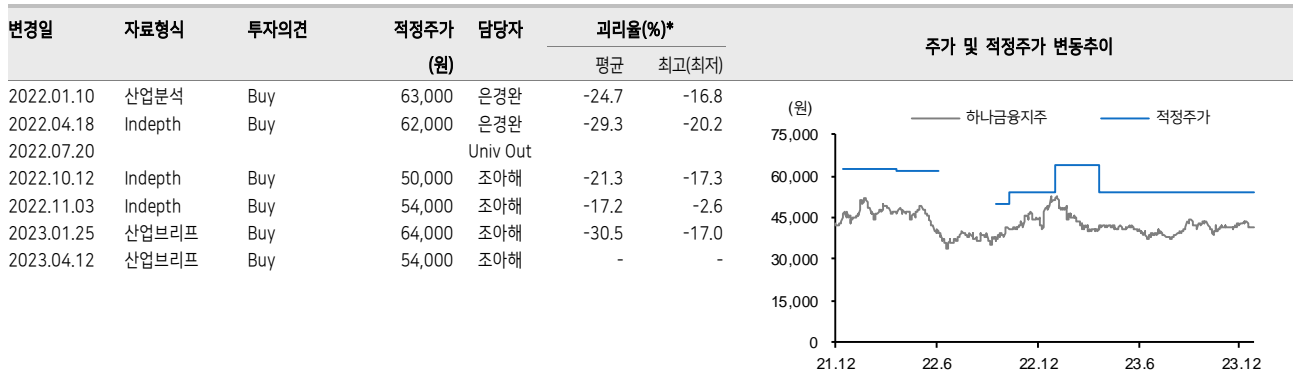 변경일 자료형식 투자의견 적정주가 담당자 괴리율(%)* 주가 및 적정주가 변동추이
(원) 평균 최고(최저)
2022.01.10 산업분석 Buy 63,000 은경완 -24.7 -16.8
2022.04.18 Indepth Buy 62,000 은경완 -29.3 -20.2
2022.07.20 Univ Out
2022.10.12 Indepth Buy 50,000 조아해 -21.3 -17.3
2022.11.03 Indepth Buy 54,000 조아해 -17.2 -2.6
2023.01.25 산업브리프 Buy 64,000 조아해 -30.5 -17.0
2023.04.12 산업브리프 Buy 54,000 조아해 - -
(원) 하나금융지주 적정주가
75,000
60,000
45,000
30,000
15,000
0
21.12 22.6 22.12 23.6 23.12